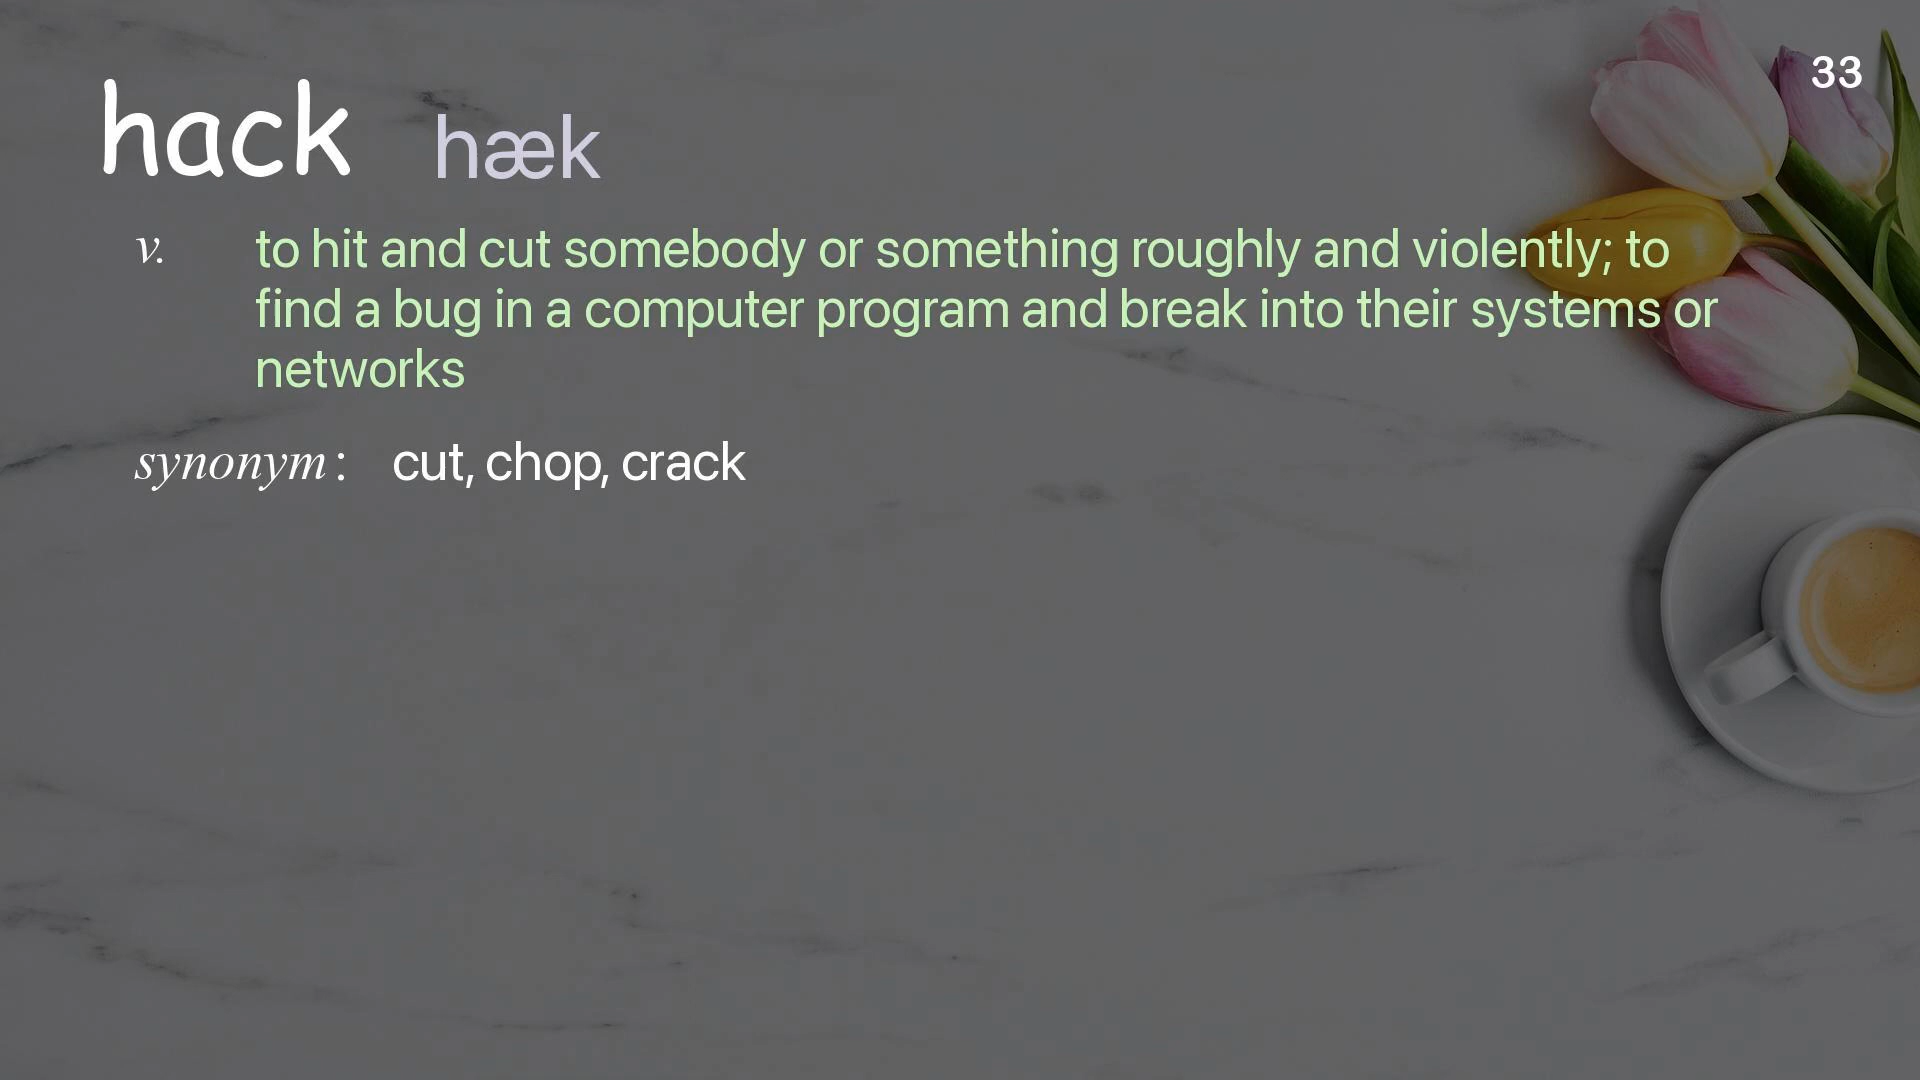 33
hack hæk
v. to hit and cut somebody or something roughly and violently; to
find a bug in a computer program and break into their systems or
networks
synonym: cut, chop, crack